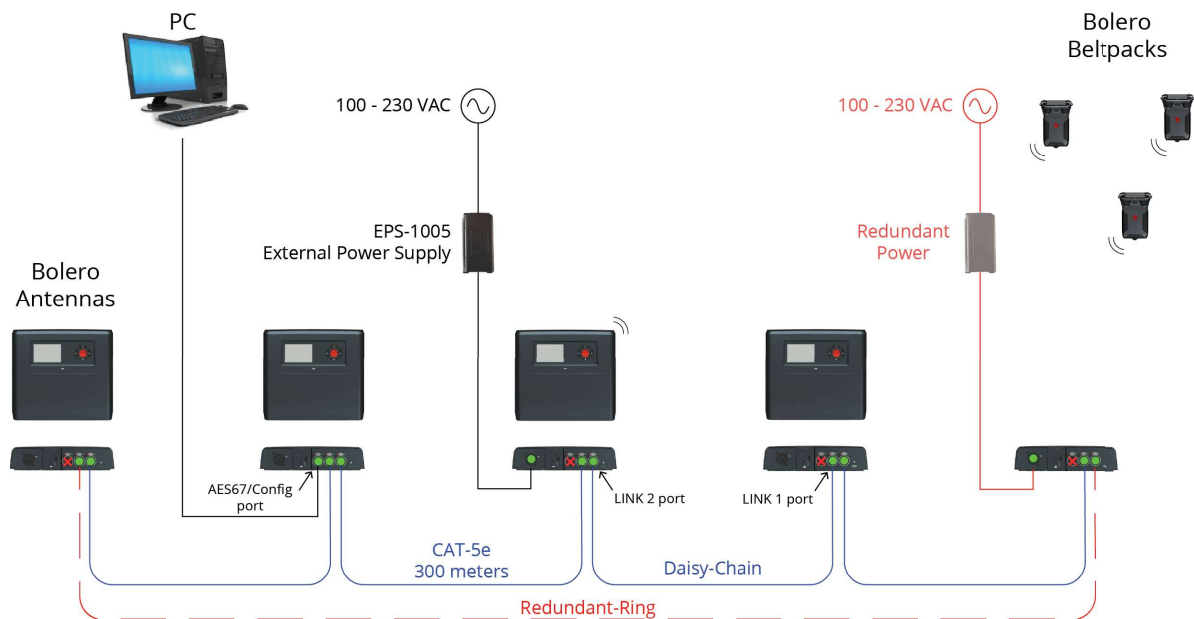 PC
Bolero
Beltpacks
100 - 230 VAC
100 - 230 VAC
EPS-1005
External Power Supply
Redundant
Power
Bolero
Antennas
AES67/Config
port
LINK 2 port
LINK 1 port
CAT-5e
300 meters
Daisy-Chain
Redundant-Ring